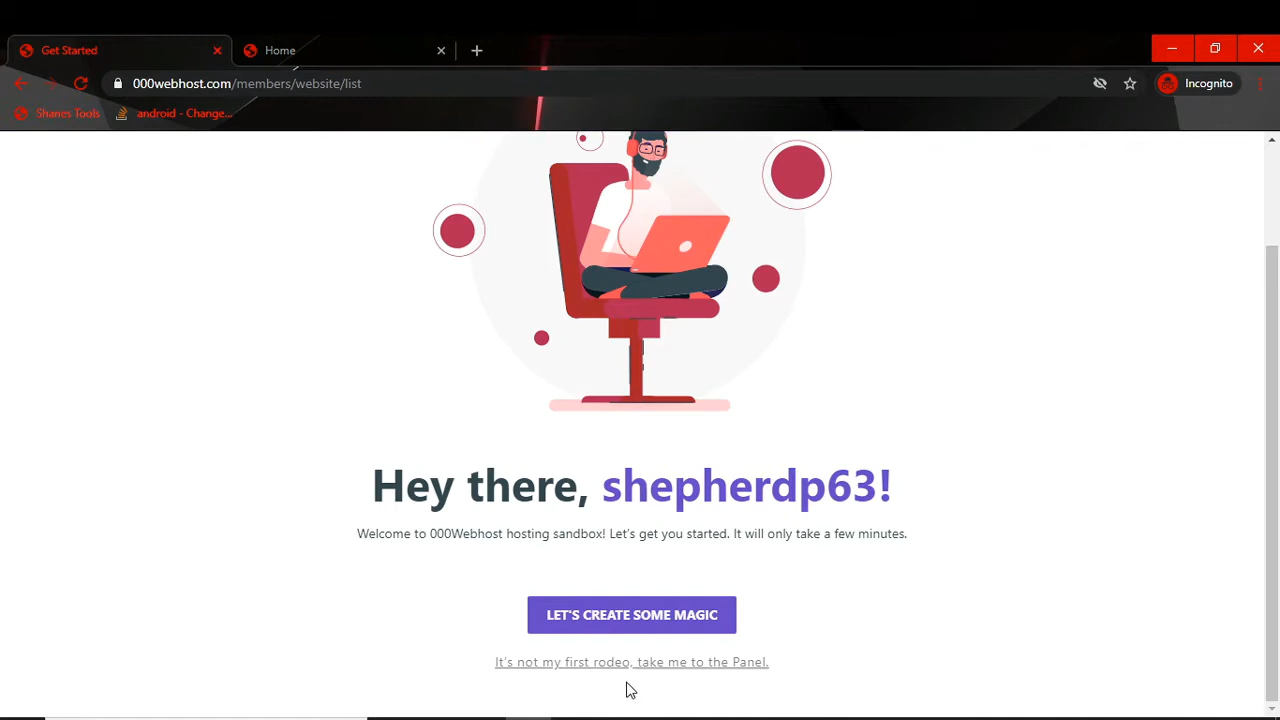 Get Started
Home
000webhost.com/members/website/list
Incognito
Shanes Tools
android - Change...
Hey there, shepherdp63!
Welcome to 000Webhost hosting sandbox! Let's get you started. It will only take a few minutes.
LET'S CREATE SOME MAGIC
It's not my first rodeo, take me to the Panel.